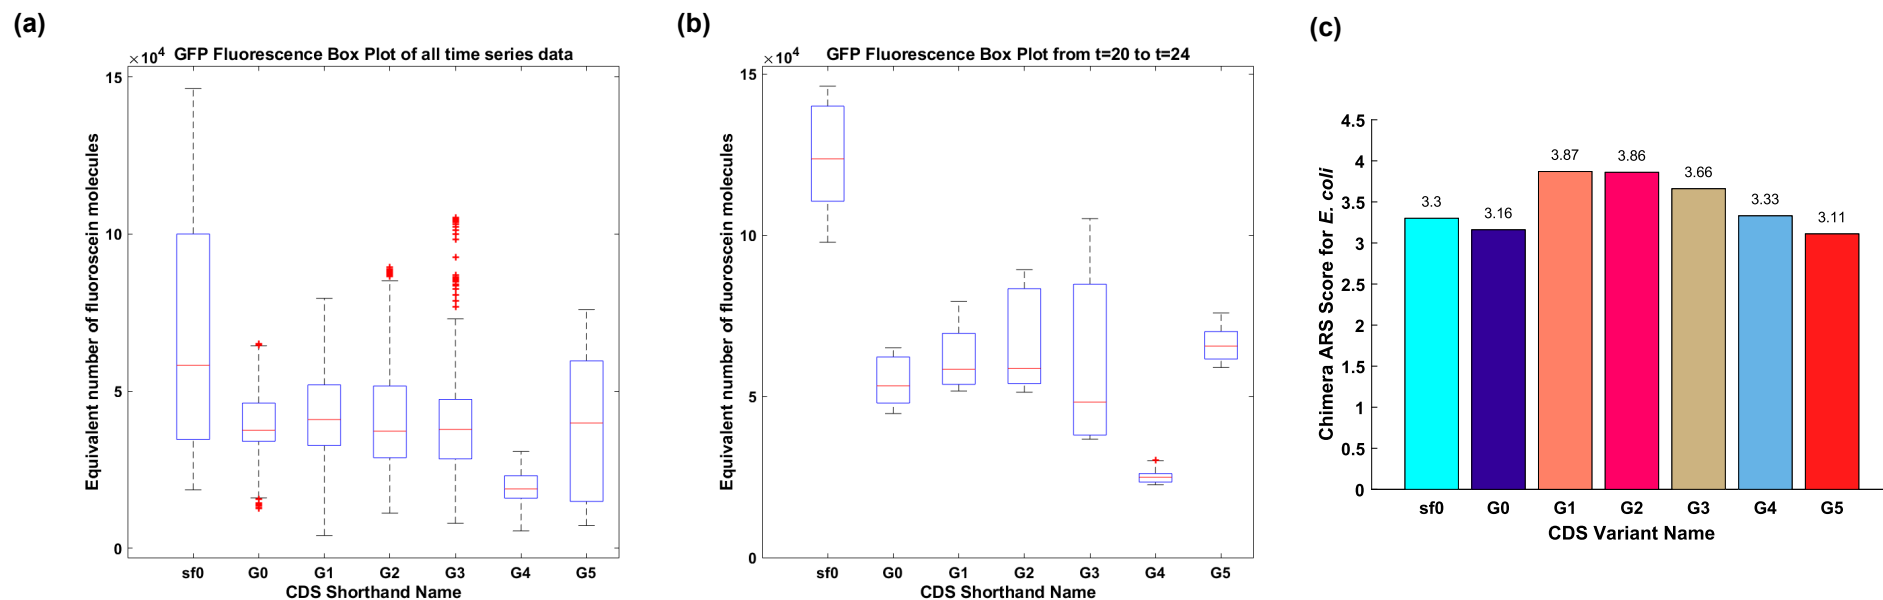 (a)
×10⁴
GFP Fluorescence Box Plot of all time series data
15
10
5
0
Equivalent number of fluoroscein molecules
sf0 G0 G1 G2 G3 G4 G5
CDS Shorthand Name
(b)
×10⁴
GFP Fluorescence Box Plot from t=20 to t=24
15
10
5
0
Equivalent number of fluoroscein molecules
sf0 G0 G1 G2 G3 G4 G5
CDS Shorthand Name
(c)
4.5
4
3.5
3
2.5
2
1.5
1
0.5
0
Chimera ARS Score for E. coli
3.3 3.16 3.87 3.86 3.66 3.33 3.11
sf0 G0 G1 G2 G3 G4 G5
CDS Variant Name